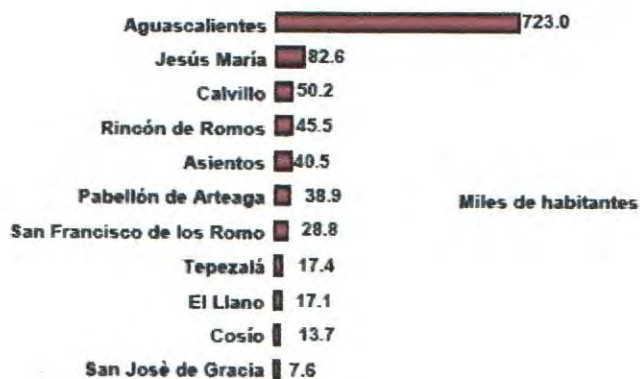 Aguascalientes 723.0
Jesús María 82.6
Calvillo 50.2
Rincón de Romos 45.5
Asientos 40.5
Pabellón de Arteaga 38.9
Miles de habitantes
San Francisco de los Romo 28.8
Tepezalá 17.4
El Llano 17.1
Cosío 13.7
San Josè de Gracia 7.6